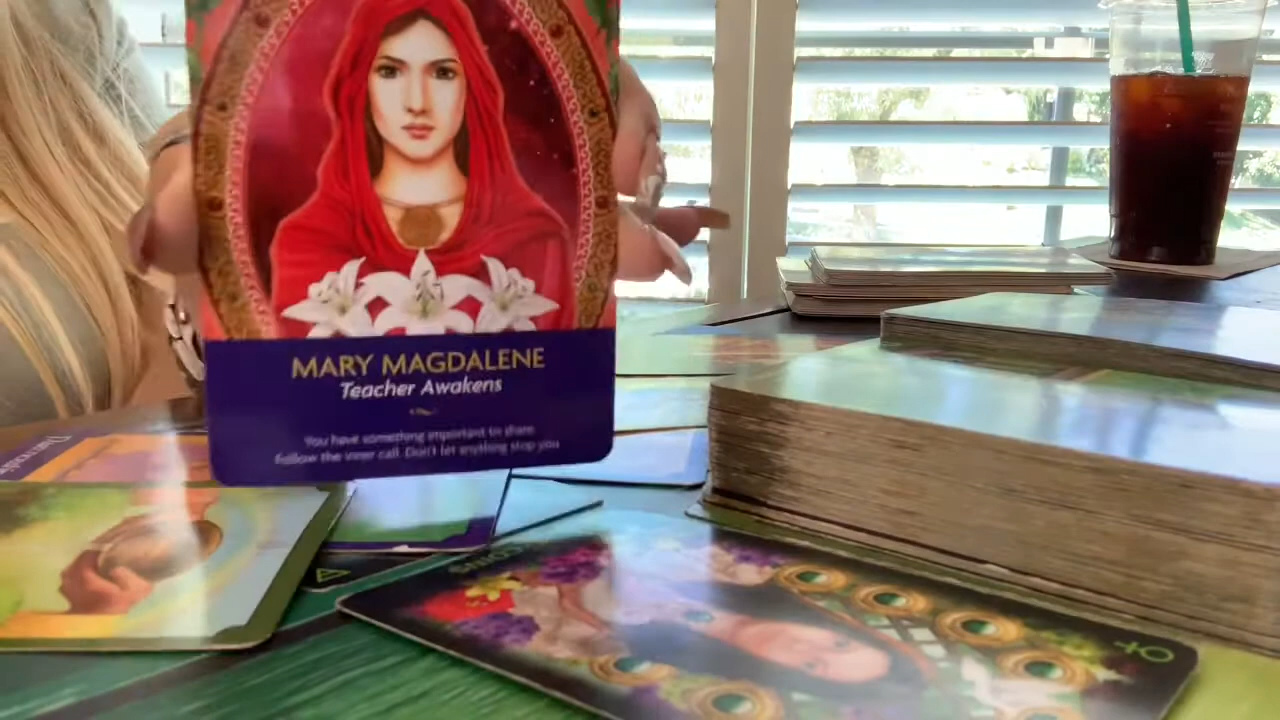 MARY MAGDALENE
Teacher Awakens
You have something important to share.
Follow the inner call. Don't let anything stop you
COINS